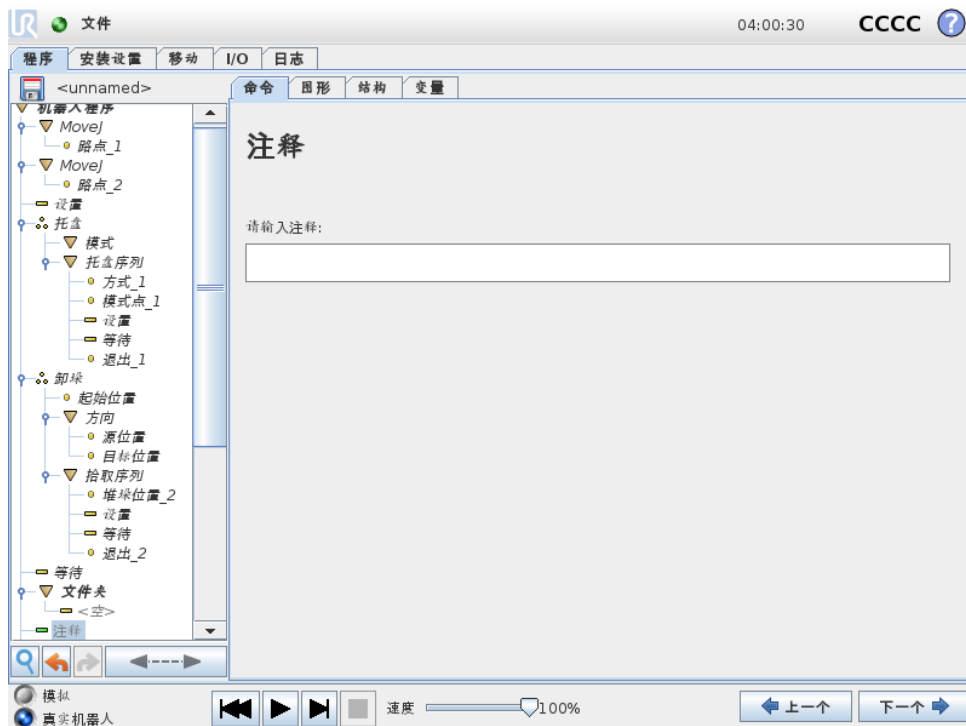 UR 文件 04:00:30 CCCC ?
程序 安装设置 移动 I/O 日志
<unnamed> 命令 图形 结构 变量
机器人程序
MoveJ
路点_1
MoveJ
路点_2
设置
托盘
模式
托盘序列
方式_1
模式点_1
设置
等待
退出_1
卸垛
起始位置
方向
源位置
目标位置
拾取序列
堆垛位置_2
设置
等待
退出_2
等待
文件夹
<空>
注释
注释
请输入注释:
模拟
真实机器人
速度 100%
上一个 下一个